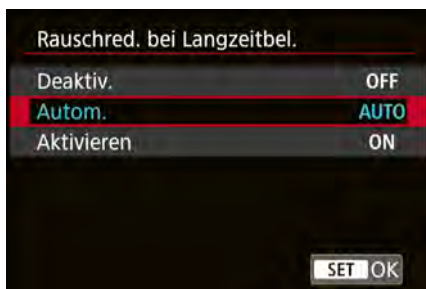 Rauschred. bei Langzeitbel.
Deaktiv. OFF
Autom. AUTO
Aktivieren ON
SET OK